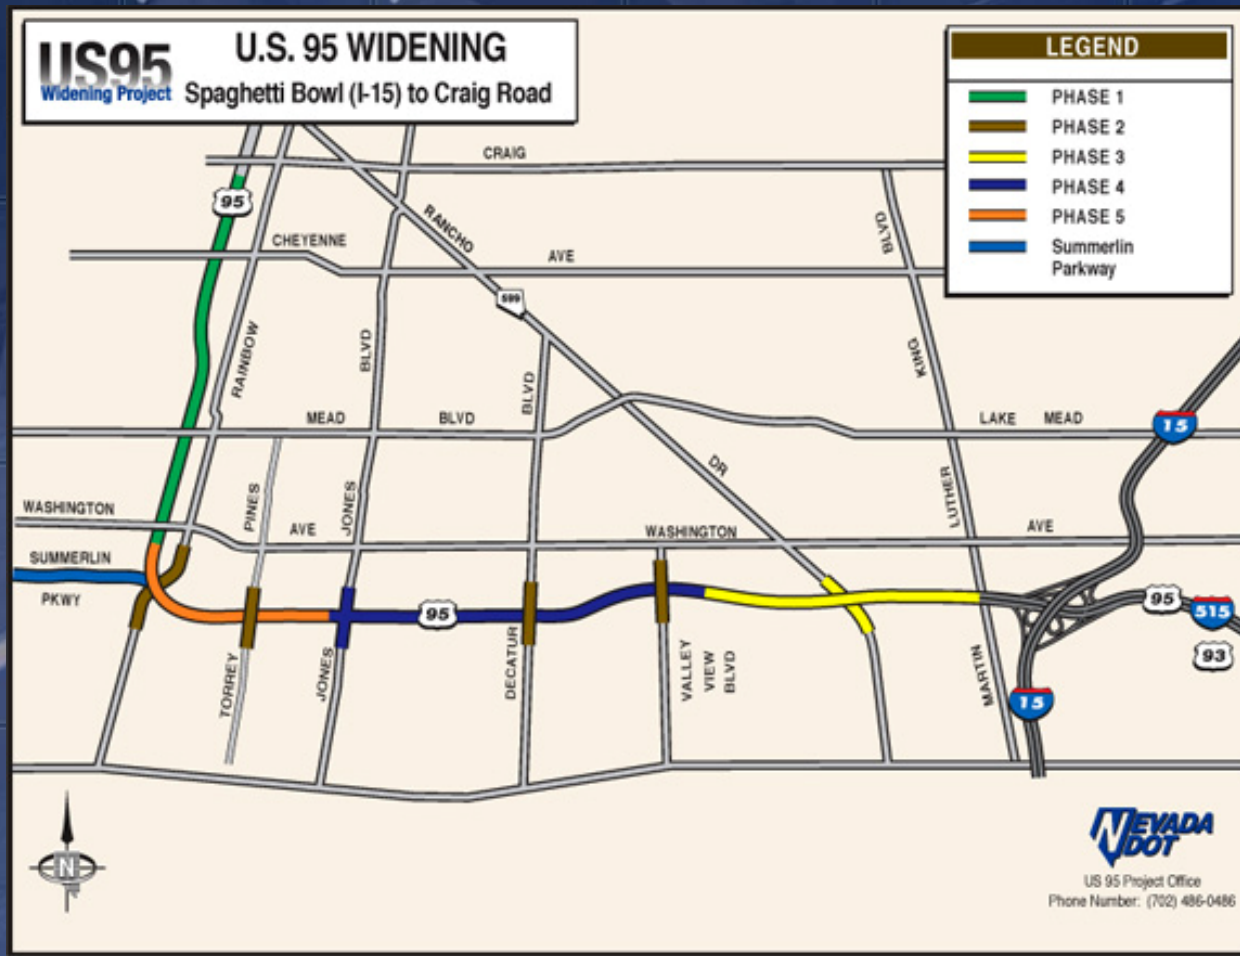 US95
Widening Project
U.S. 95 WIDENING
Spaghetti Bowl (I-15) to Craig Road
LEGEND
PHASE 1
PHASE 2
PHASE 3
PHASE 4
PHASE 5
Summerlin
Parkway
CRAIG
95
RANCHO
BLVD
CHEYENNE
AVE
599
RAINBOW
BLVD
KING
BLVD
MEAD
BLVD
LAKE MEAD
15
DR
PINES
JONES
LUTHER
WASHINGTON
AVE
WASHINGTON
AVE
SUMMERLIN
PKWY
95
95
515
93
TORREY
JONES
DECATUR
VALLEY
VIEW
BLVD
MARTIN
15
N
NEVADA
DOT
US 95 Project Office
Phone Number: (702) 486-0486